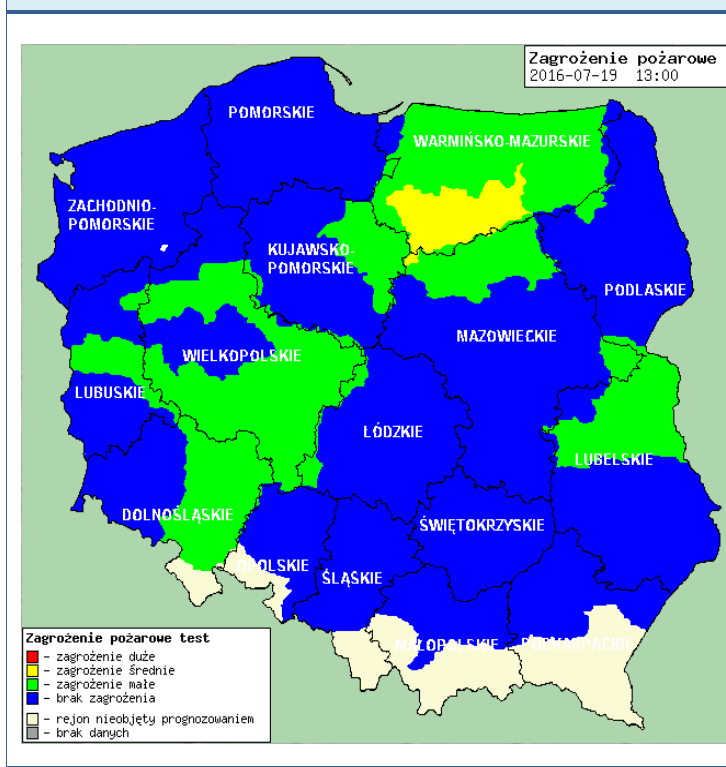 Zagrożenie pożarowe
2016-07-19 13:00
POMORSKIE
WARMIŃSKO-MAZURSKIE
ZACHODNIO-
POMORSKIE
KUJAWSKO-
POMORSKIE
PODLASKIE
MAZOWIECKIE
WIELKOPOLSKIE
LUBUSKIE
ŁÓDZKIE
LUBELSKIE
DOLNOŚLĄSKIE
ŚWIĘTOKRZYSKIE
OPOLSKIE
ŚLĄSKIE
MAŁOPOLSKIE
PODKARPACKIE
Zagrożenie pożarowe test
- zagrożenie duże
- zagrożenie średnie
- zagrożenie małe
- brak zagrożenia
- rejon nieobjęty prognozowaniem
- brak danych